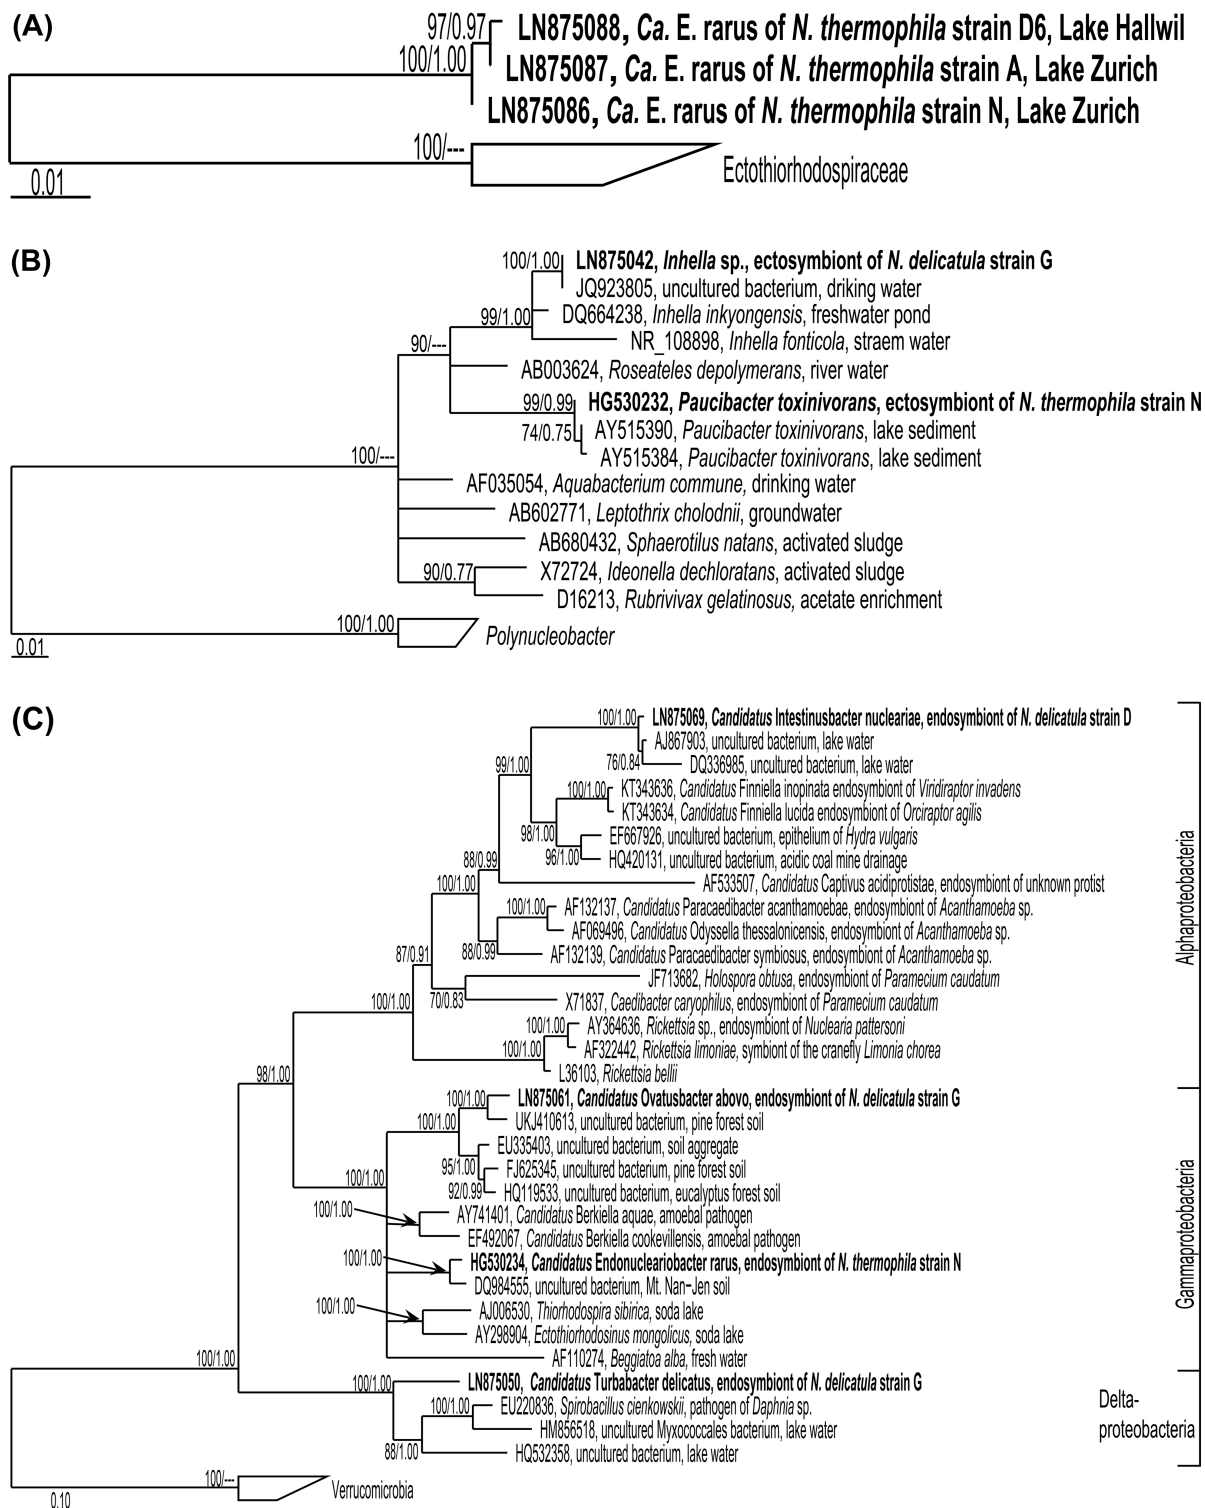 (A)
97/0.97
LN875088, Ca. E. rarus of N. thermophila strain D6, Lake Hallwil
100/1.00
LN875087, Ca. E. rarus of N. thermophila strain A, Lake Zurich
LN875086, Ca. E. rarus of N. thermophila strain N, Lake Zurich
100/---
Ectothiorhodospiraceae
0.01
(B)
100/1.00
LN875042, Inhella sp., ectosymbiont of N. delicatula strain G
JQ923805, uncultured bacterium, driking water
99/1.00
DQ664238, Inhella inkyongensis, freshwater pond
NR_108898, Inhella fonticola, straem water
90/---
AB003624, Roseateles depolymerans, river water
99/0.99
HG530232, Paucibacter toxinivorans, ectosymbiont of N. thermophila strain N
74/0.75
AY515390, Paucibacter toxinivorans, lake sediment
AY515384, Paucibacter toxinivorans, lake sediment
100/---
AF035054, Aquabacterium commune, drinking water
AB602771, Leptothrix cholodnii, groundwater
AB680432, Sphaerotilus natans, activated sludge
90/0.77
X72724, Ideonella dechloratans, activated sludge
D16213, Rubrivivax gelatinosus, acetate enrichment
100/1.00
Polynucleobacter
0.01
(C)
100/1.00
LN875069, Candidatus Intestinusbacter nucleariae, endosymbiont of N. delicatula strain D
AJ867903, uncultured bacterium, lake water
76/0.84
DQ336985, uncultured bacterium, lake water
99/1.00
100/1.00
KT343636, Candidatus Finniella inopinata endosymbiont of Viridiraptor invadens
KT343634, Candidatus Finniella lucida endosymbiont of Orciraptor agilis
98/1.00
EF667926, uncultured bacterium, epithelium of Hydra vulgaris
96/1.00
HQ420131, uncultured bacterium, acidic coal mine drainage
88/0.99
100/1.00
AF533507, Candidatus Captivus acidiprotistae, endosymbiont of unknown protist
100/1.00
AF132137, Candidatus Paracaedibacter acanthamoebae, endosymbiont of Acanthamoeba sp.
AF069496, Candidatus Odyssella thessalonicensis, endosymbiont of Acanthamoeba sp.
88/0.99
AF132139, Candidatus Paracaedibacter symbiosus, endosymbiont of Acanthamoeba sp.
87/0.91
JF713682, Holospora obtusa, endosymbiont of Paramecium caudatum
70/0.83
X71837, Caedibacter caryophilus, endosymbiont of Paramecium caudatum
100/1.00
100/1.00
AY364636, Rickettsia sp., endosymbiont of Nuclearia pattersoni
100/1.00
AF322442, Rickettsia limoniae, symbiont of the cranefly Limonia chorea
L36103, Rickettsia bellii
Alphaproteobacteria
98/1.00
100/1.00
LN875061, Candidatus Ovatusbacter abovo, endosymbiont of N. delicatula strain G
100/1.00
UKJ410613, uncultured bacterium, pine forest soil
EU335403, uncultured bacterium, soil aggregate
95/1.00
FJ625345, uncultured bacterium, pine forest soil
92/0.99
HQ119533, uncultured bacterium, eucalyptus forest soil
100/1.00
100/1.00
AY741401, Candidatus Berkiella aquae, amoebal pathogen
EF492067, Candidatus Berkiella cookevillensis, amoebal pathogen
100/1.00
HG530234, Candidatus Endonucleariobacter rarus, endosymbiont of N. thermophila strain N
DQ984555, uncultured bacterium, Mt. Nan-Jen soil
100/1.00
AJ006530, Thiorhodospira sibirica, soda lake
AY298904, Ectothiorhodosinus mongolicus, soda lake
AF110274, Beggiatoa alba, fresh water
Gammaproteobacteria
100/1.00
100/1.00
LN875050, Candidatus Turbabacter delicatus, endosymbiont of N. delicatula strain G
100/1.00
EU220836, Spirobacillus cienkowskii, pathogen of Daphnia sp.
HM856518, uncultured Myxococcales bacterium, lake water
88/1.00
HQ532358, uncultured bacterium, lake water
Delta-
proteobacteria
100/---
Verrucomicrobia
0.10